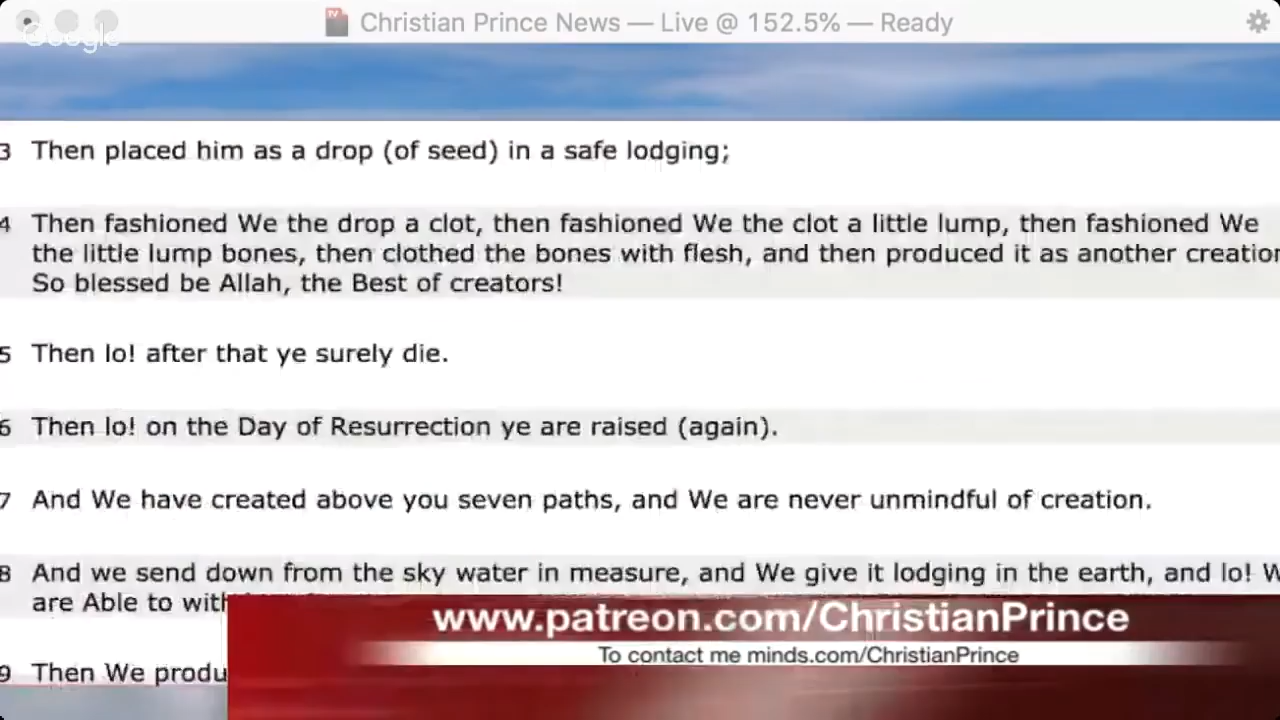 Christian Prince News — Live @ 152.5% — Ready
Google
3 Then placed him as a drop (of seed) in a safe lodging;
4 Then fashioned We the drop a clot, then fashioned We the clot a little lump, then fashioned We
the little lump bones, then clothed the bones with flesh, and then produced it as another creation
So blessed be Allah, the Best of creators!
5 Then lo! after that ye surely die.
6 Then lo! on the Day of Resurrection ye are raised (again).
7 And We have created above you seven paths, and We are never unmindful of creation.
8 And we send down from the sky water in measure, and We give it lodging in the earth, and lo! W
are Able to with
9 Then We produ
www.patreon.com/ChristianPrince
To contact me minds.com/ChristianPrince